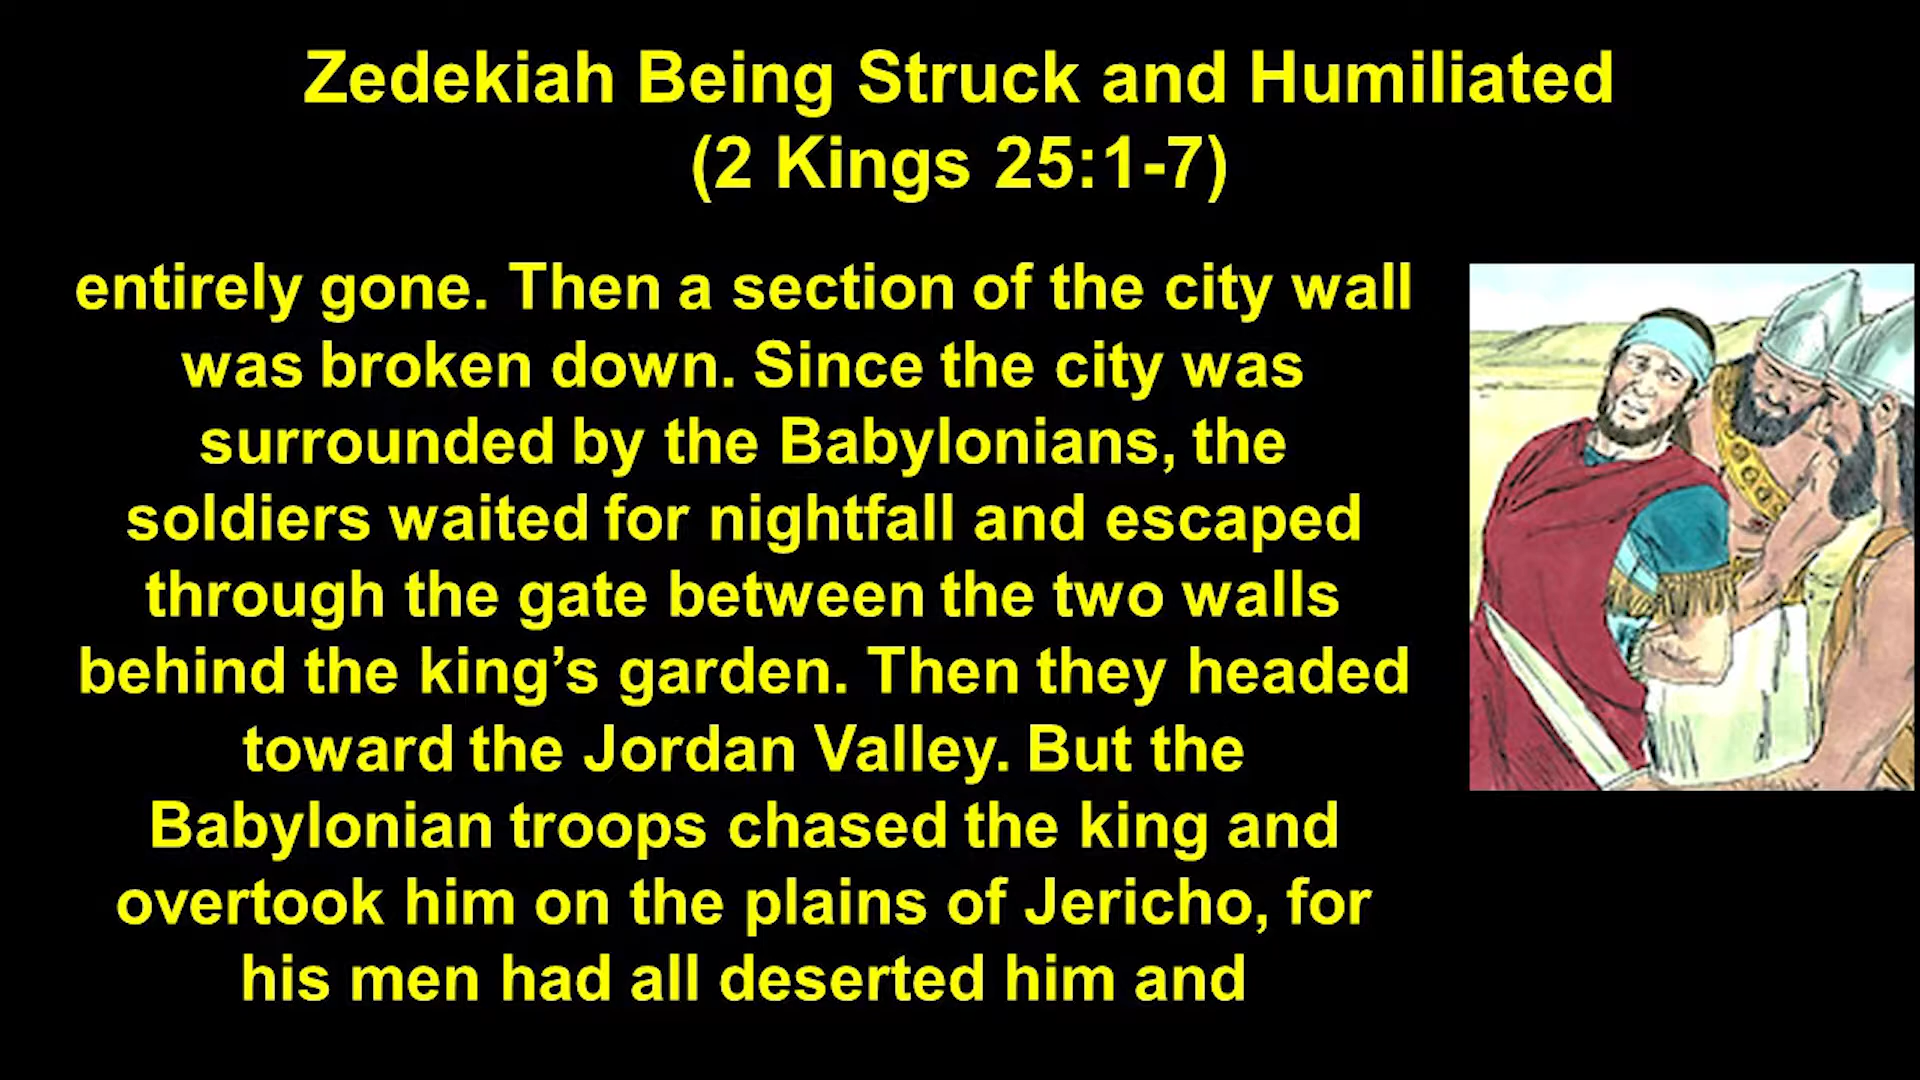 Zedekiah Being Struck and Humiliated
(2 Kings 25:1-7)
entirely gone. Then a section of the city wall
was broken down. Since the city was
surrounded by the Babylonians, the
soldiers waited for nightfall and escaped
through the gate between the two walls
behind the king’s garden. Then they headed
toward the Jordan Valley. But the
Babylonian troops chased the king and
overtook him on the plains of Jericho, for
his men had all deserted him and